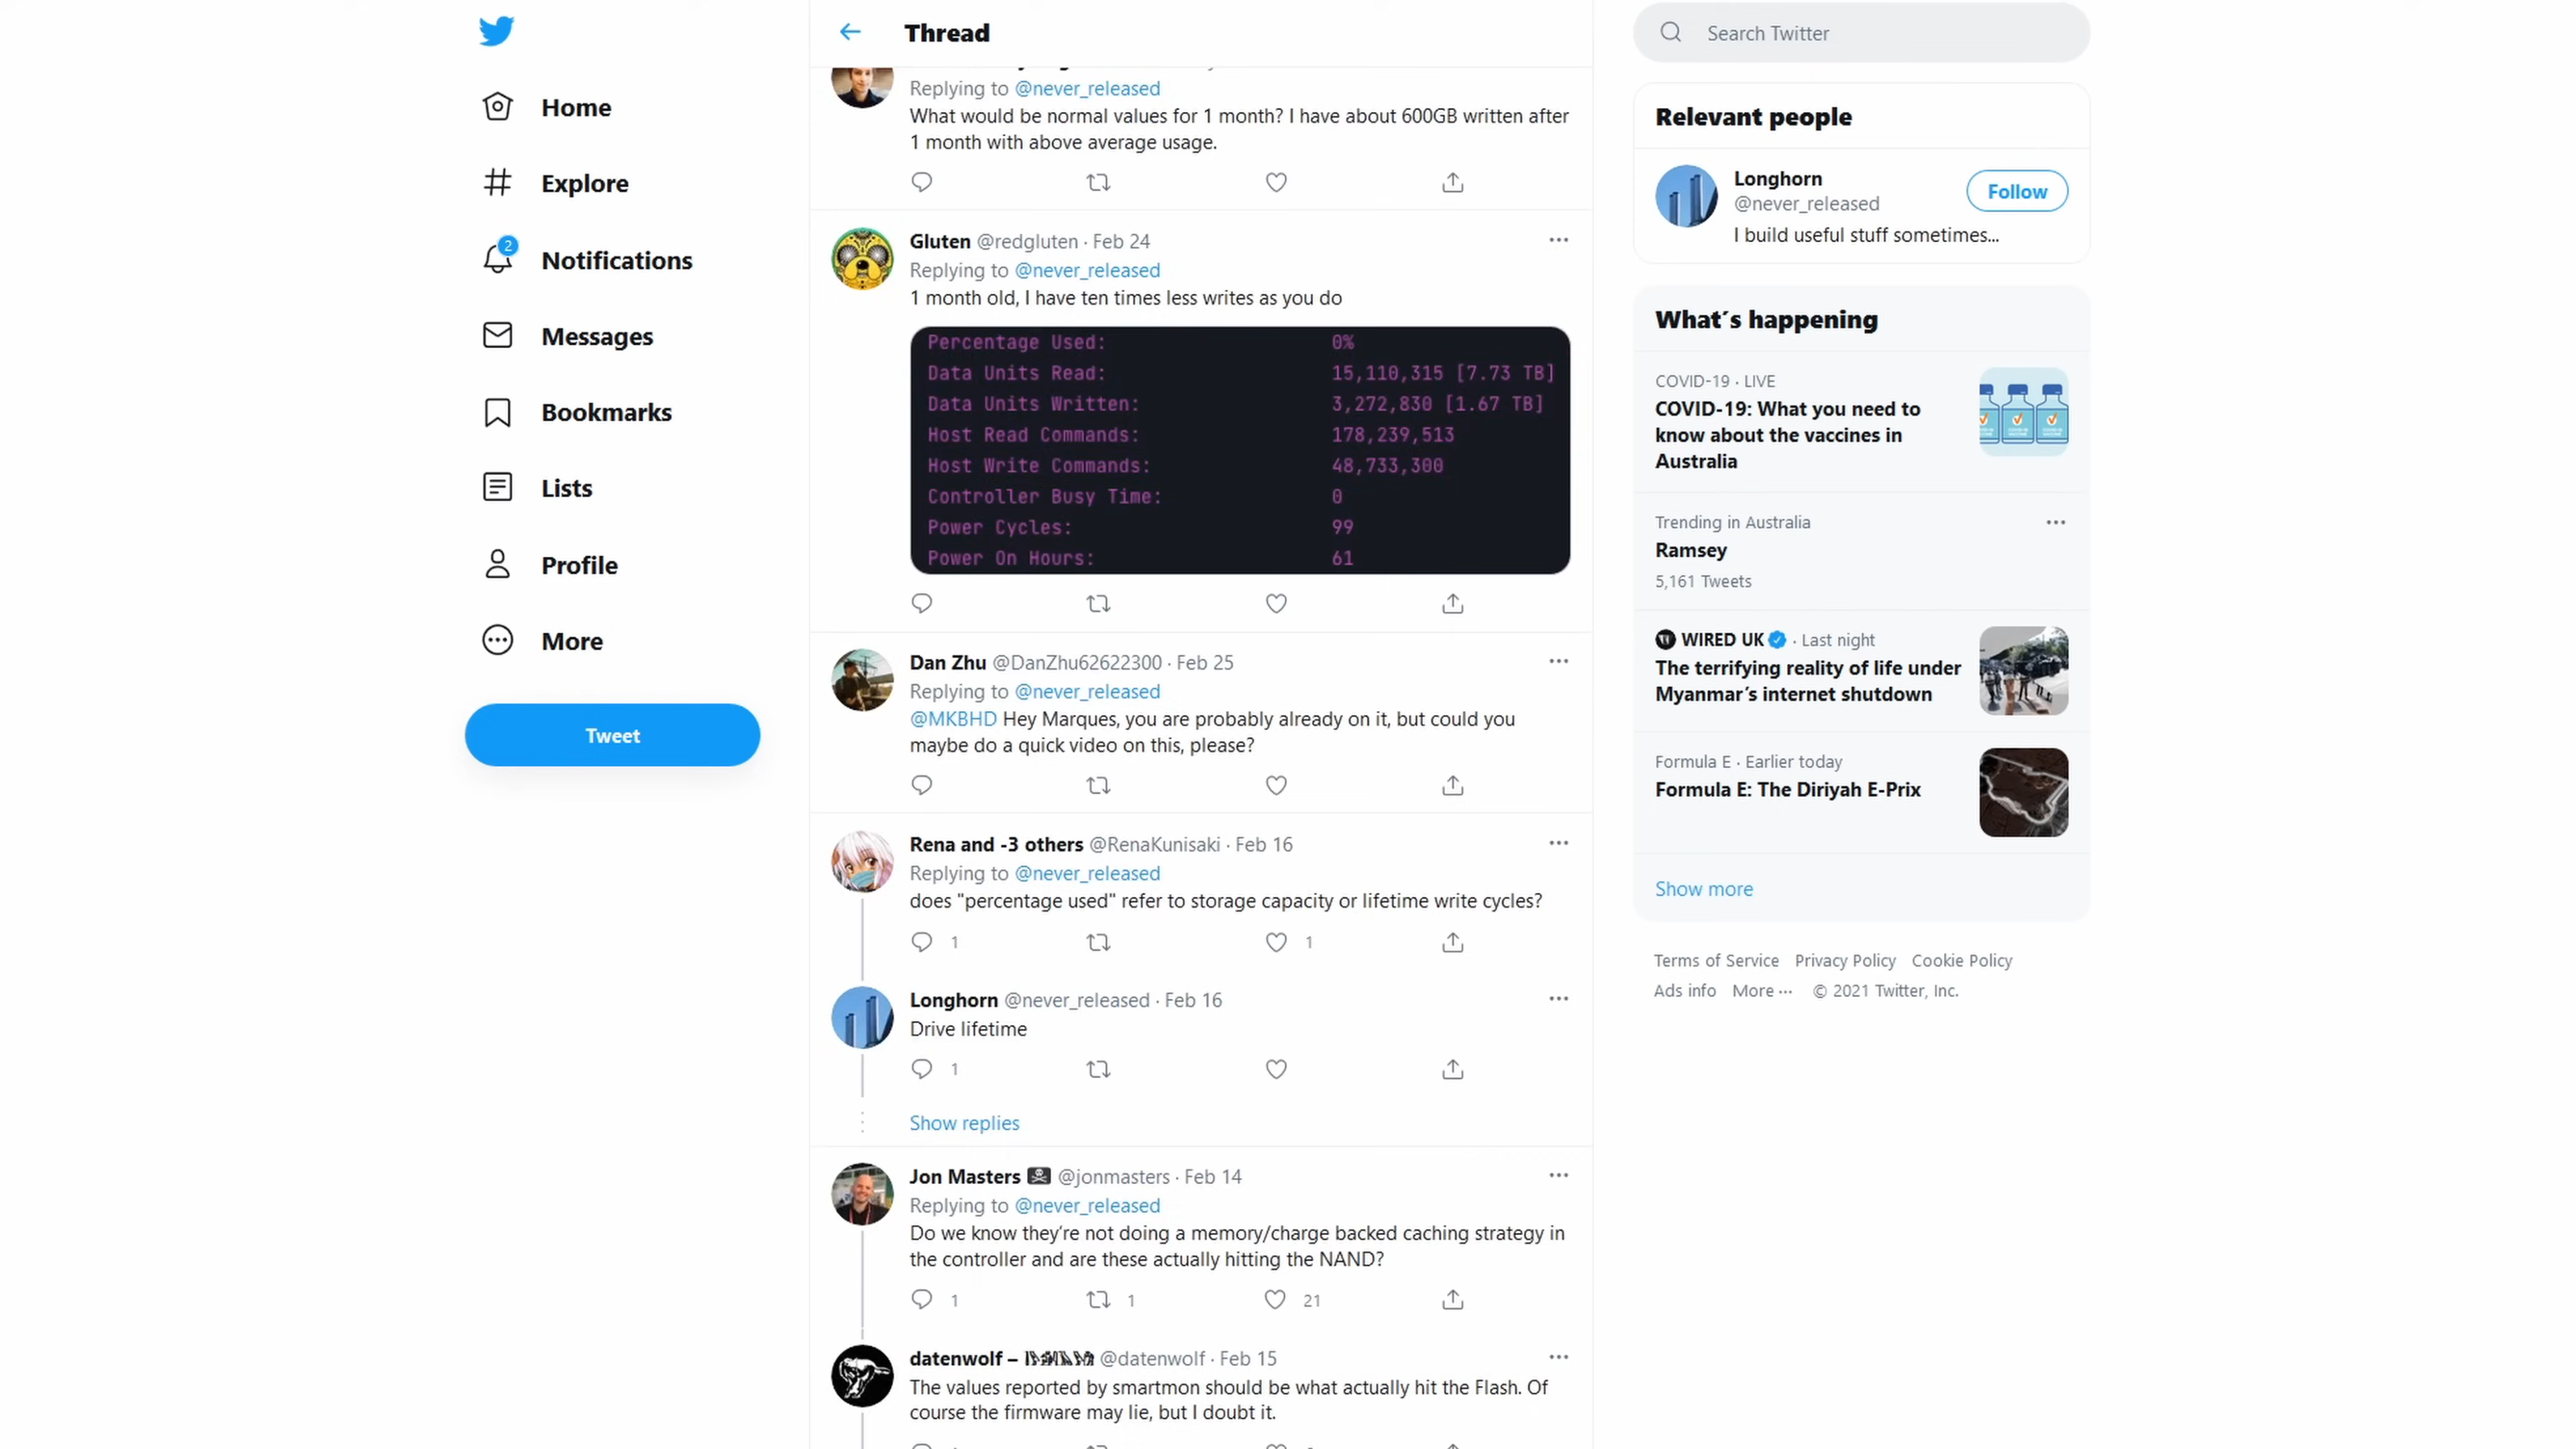 Home
Explore
2
Notifications
Messages
Bookmarks
Lists
Profile
More
Tweet
Thread
Replying to @never_released
What would be normal values for 1 month? I have about 600GB written after
1 month with above average usage.
Gluten @redgluten · Feb 24
Replying to @never_released
1 month old, I have ten times less writes as you do
Percentage Used: 0%
Data Units Read: 15,110,315 [7.73 TB]
Data Units Written: 3,272,830 [1.67 TB]
Host Read Commands: 178,239,513
Host Write Commands: 48,733,300
Controller Busy Time: 0
Power Cycles: 99
Power On Hours: 61
Dan Zhu @DanZhu62622300 · Feb 25
Replying to @never_released
@MKBHD Hey Marques, you are probably already on it, but could you
maybe do a quick video on this, please?
Rena and -3 others @RenaKunisaki · Feb 16
Replying to @never_released
does "percentage used" refer to storage capacity or lifetime write cycles?
1 1
Longhorn @never_released · Feb 16
Drive lifetime
1
Show replies
Jon Masters @jonmasters · Feb 14
Replying to @never_released
Do we know they're not doing a memory/charge backed caching strategy in
the controller and are these actually hitting the NAND?
1 1 21
datenwolf – @datenwolf · Feb 15
The values reported by smartmon should be what actually hit the Flash. Of
course the firmware may lie, but I doubt it.
Search Twitter
Relevant people
Longhorn
@never_released
Follow
I build useful stuff sometimes...
What´s happening
COVID-19 · LIVE
COVID-19: What you need to
know about the vaccines in
Australia
Trending in Australia
Ramsey
5,161 Tweets
WIRED UK · Last night
The terrifying reality of life under
Myanmar's internet shutdown
Formula E · Earlier today
Formula E: The Diriyah E-Prix
Show more
Terms of Service Privacy Policy Cookie Policy
Ads info More ··· © 2021 Twitter, Inc.